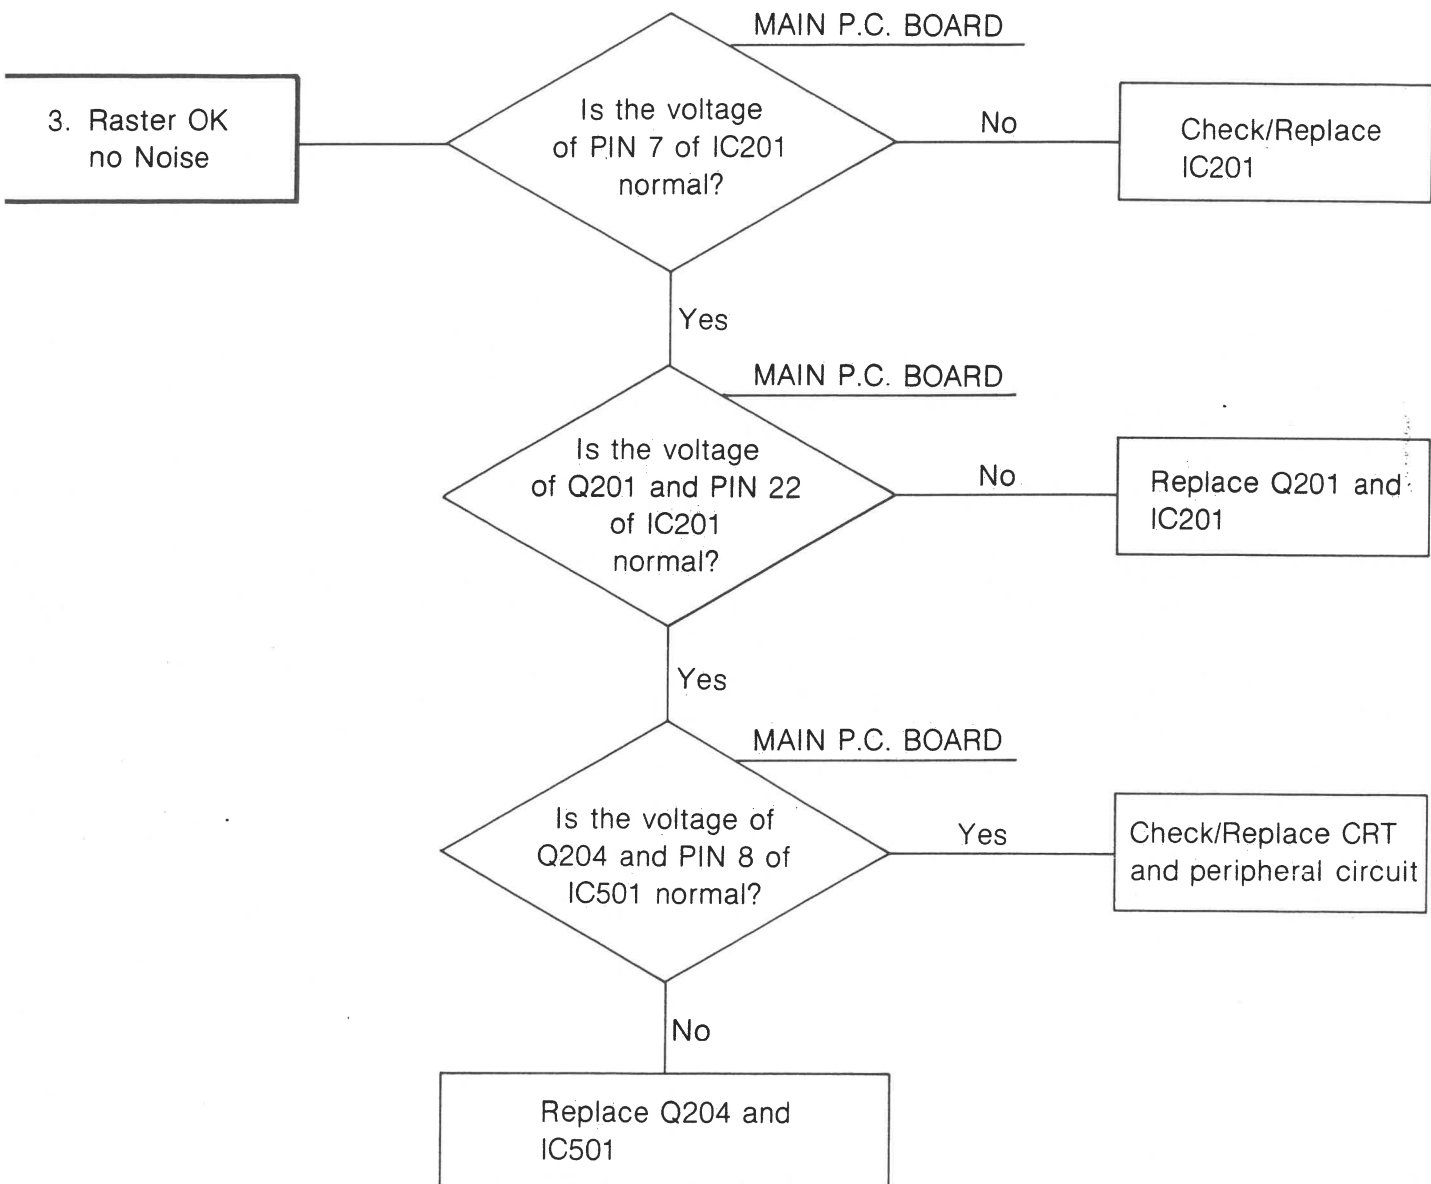 MAIN P.C. BOARD
3. Raster OK
no Noise
Is the voltage
of PIN 7 of IC201
normal?
No
Check/Replace
IC201
Yes
MAIN P.C. BOARD
Is the voltage
of Q201 and PIN 22
of IC201
normal?
No
Replace Q201 and
IC201
Yes
MAIN P.C. BOARD
Is the voltage of
Q204 and PIN 8 of
IC501 normal?
Yes
Check/Replace CRT
and peripheral circuit
No
Replace Q204 and
IC501